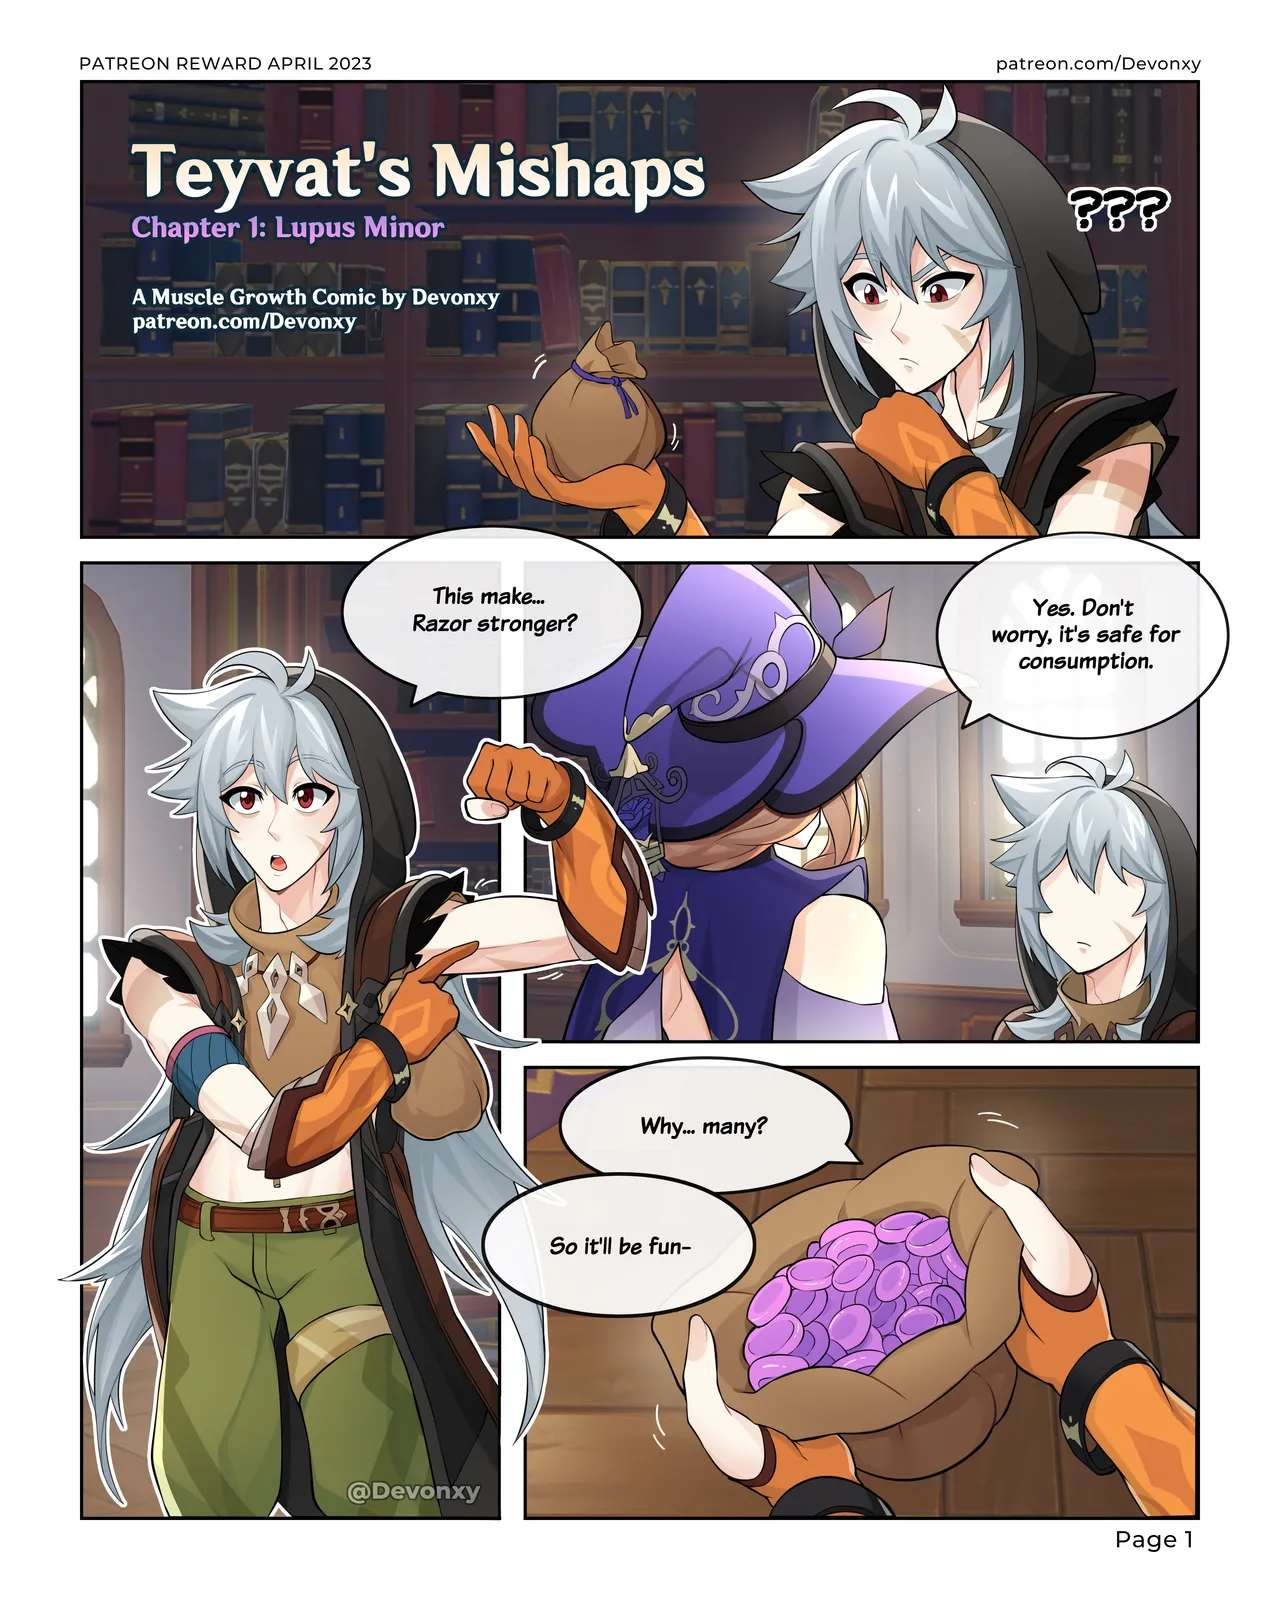 PATREON REWARD APRIL 2023
patreon.com/Devonxy
Teyvat's Mishaps
Chapter 1: Lupus Minor
A Muscle Growth Comic by Devonxy
patreon.com/Devonxy
???
This make...
Razor stronger?
Yes. Don't
worry, it's safe for
consumption.
Why... many?
So it'll be fun-
@Devonxy
Page 1